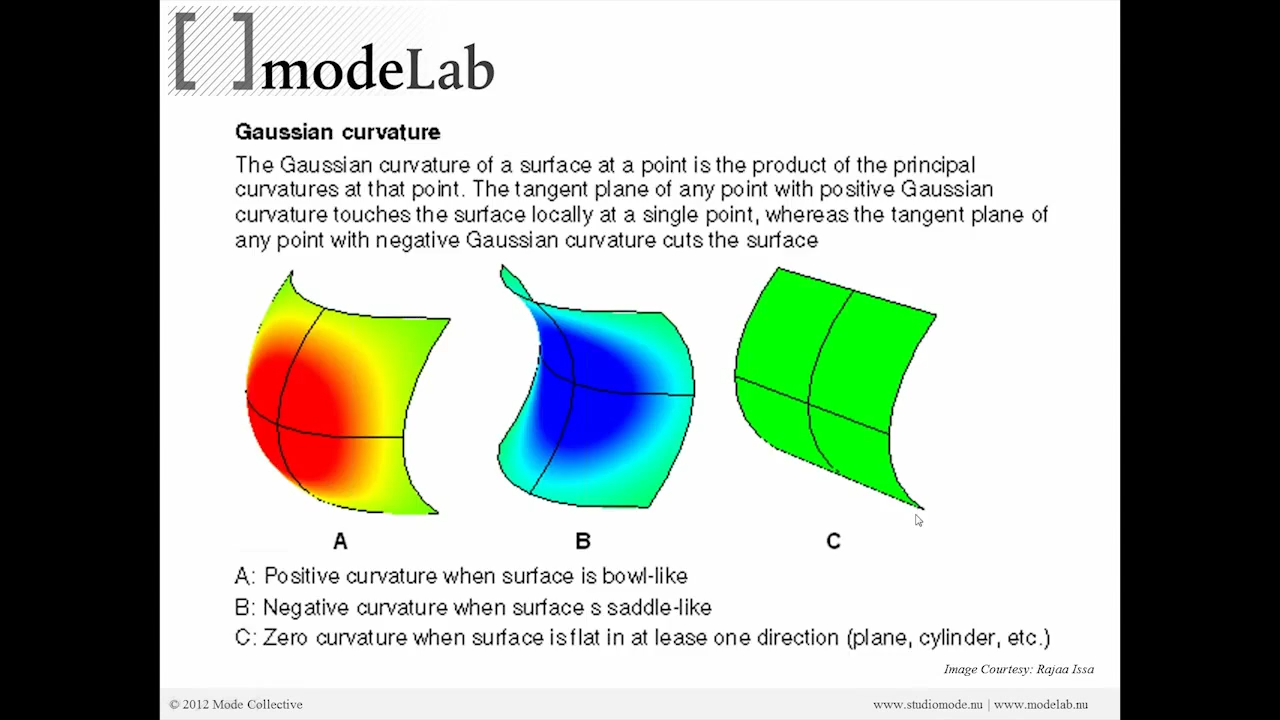 [ ] modeLab
Gaussian curvature
The Gaussian curvature of a surface at a point is the product of the principal
curvatures at that point. The tangent plane of any point with positive Gaussian
curvature touches the surface locally at a single point, whereas the tangent plane of
any point with negative Gaussian curvature cuts the surface
A B C
A: Positive curvature when surface is bowl-like
B: Negative curvature when surface s saddle-like
C: Zero curvature when surface is flat in at lease one direction (plane, cylinder, etc.)
Image Courtesy: Rajaa Issa
© 2012 Mode Collective www.studiomode.nu | www.modelab.nu